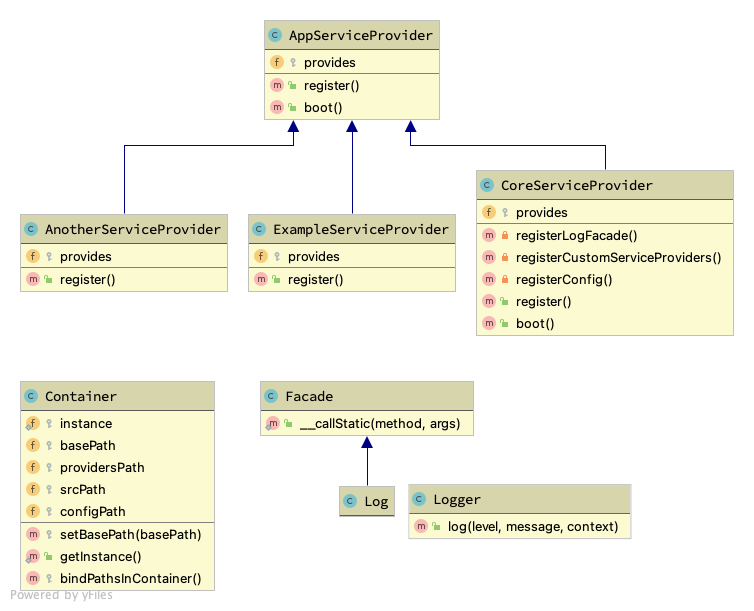 AppServiceProvider
provides
register()
boot()
AnotherServiceProvider
provides
register()
ExampleServiceProvider
provides
register()
CoreServiceProvider
provides
registerLogFacade()
registerCustomServiceProviders()
registerConfig()
register()
boot()
Container
instance
basePath
providersPath
srcPath
configPath
setBasePath(basePath)
getInstance()
bindPathsInContainer()
Facade
__callStatic(method, args)
Log
Logger
log(level, message, context)
Powered by yFiles